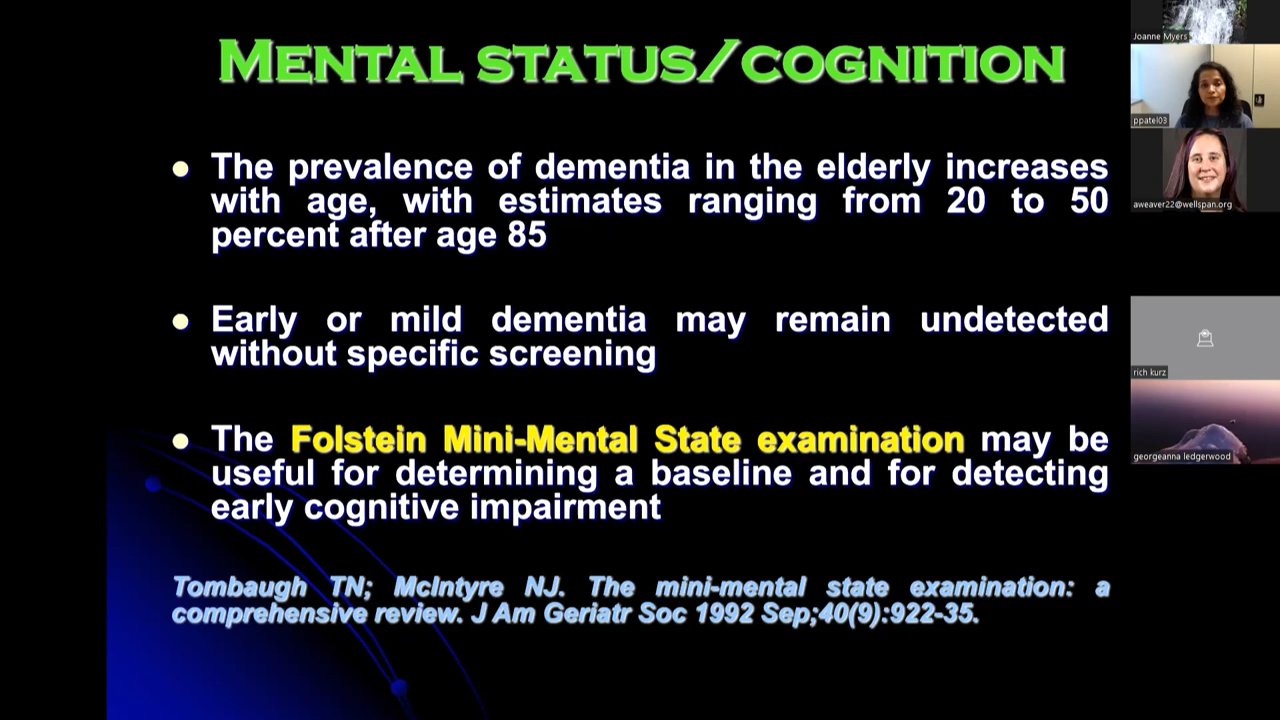 MENTAL STATUS/COGNITION
The prevalence of dementia in the elderly increases
with age, with estimates ranging from 20 to 50
percent after age 85
Early or mild dementia may remain undetected
without specific screening
The Folstein Mini-Mental State examination may be
useful for determining a baseline and for detecting
early cognitive impairment
Tombaugh TN; McIntyre NJ. The mini-mental state examination: a
comprehensive review. J Am Geriatr Soc 1992 Sep;40(9):922-35.
Joanne Myers
ppatel03
aweaver22@wellspan.org
rich kurz
georgeanna ledgerwood